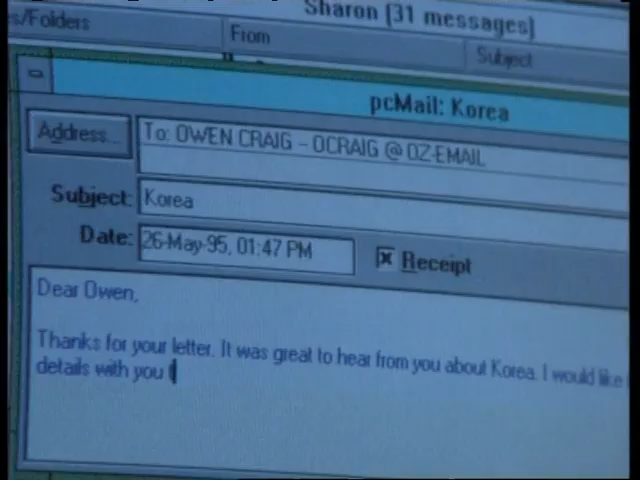 Sharon (31 messages)
s/Folders
From
Subject
pcMail: Korea
Address...
To: OWEN CRAIG - OCRAIG @ OZ-EMAIL
Subject: Korea
Date: 26-May-95, 01:47 PM
Receipt
Dear Owen,
Thanks for your letter. It was great to hear from you about Korea. I would like
details with you